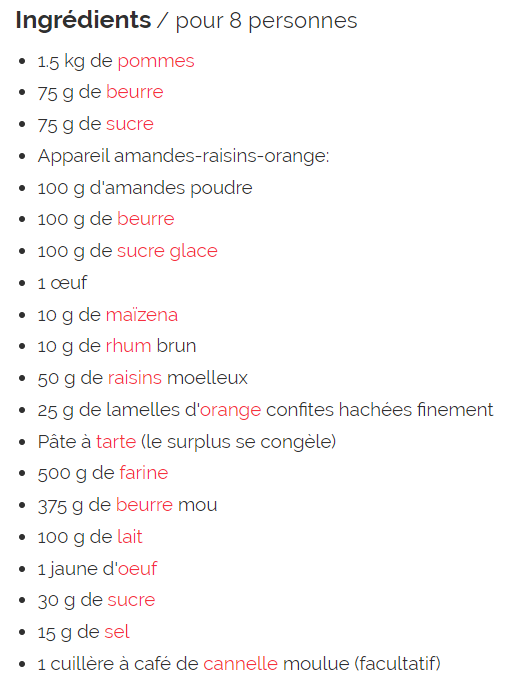 Ingrédients / pour 8 personnes
• 1.5 kg de pommes
• 75 g de beurre
• 75 g de sucre
• Appareil amandes-raisins-orange:
• 100 g d'amandes poudre
• 100 g de beurre
• 100 g de sucre glace
• 1 œuf
• 10 g de maïzena
• 10 g de rhum brun
• 50 g de raisins moelleux
• 25 g de lamelles d'orange confites hachées finement
• Pâte à tarte (le surplus se congèle)
• 500 g de farine
• 375 g de beurre mou
• 100 g de lait
• 1 jaune d'oeuf
• 30 g de sucre
• 15 g de sel
• 1 cuillère à café de cannelle moulue (facultatif)